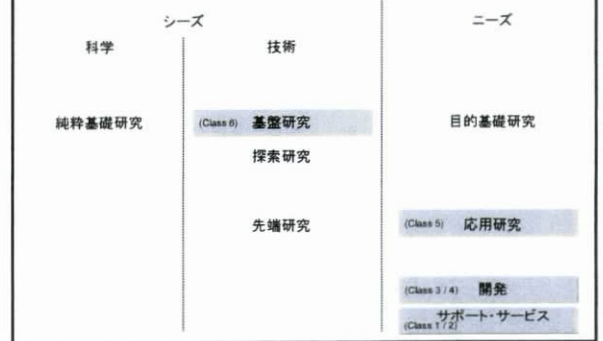 シーズ ニーズ
科学 技術
純粋基礎研究 (Class 6) 基盤研究 目的基礎研究
探索研究
先端研究 (Class 5) 応用研究
(Class 3 / 4) 開発
サポート・サービス
(Class 1 / 2)